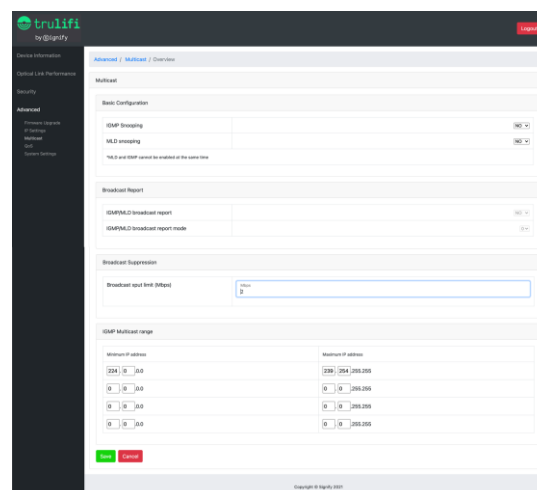 trulifi
by Signify
Logout
Device Information
Optical Link Performance
Security
Advanced
Firmware Upgrade
IP Settings
Multicast
QoS
System Settings
Advanced / Multicast / Overview
Multicast
Basic Configuration
IGMP Snooping NO
MLD snooping NO
*MLD and IGMP cannot be enabled at the same time
Broadcast Report
IGMP/MLD broadcast report NO
IGMP/MLD broadcast report mode 0
Broadcast Suppression
Broadcast xput limit (Mbps) Mbps
IGMP Multicast range
Minimum IP address Maximum IP address
224 . 0 .0.0 239 . 254 .255.255
0 . 0 .0.0 0 . 0 .255.255
0 . 0 .0.0 0 . 0 .255.255
0 . 0 .0.0 0 . 0 .255.255
Save Cancel
Copyright © Signify 2021